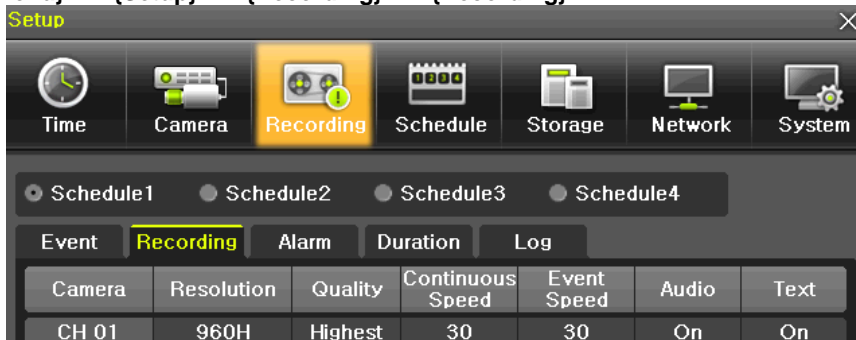 Setup
Time Camera Recording Schedule Storage Network System
Schedule1 Schedule2 Schedule3 Schedule4
Event Recording Alarm Duration Log
Camera Resolution Quality Continuous Speed Event Speed Audio Text
CH 01 960H Highest 30 30 On On